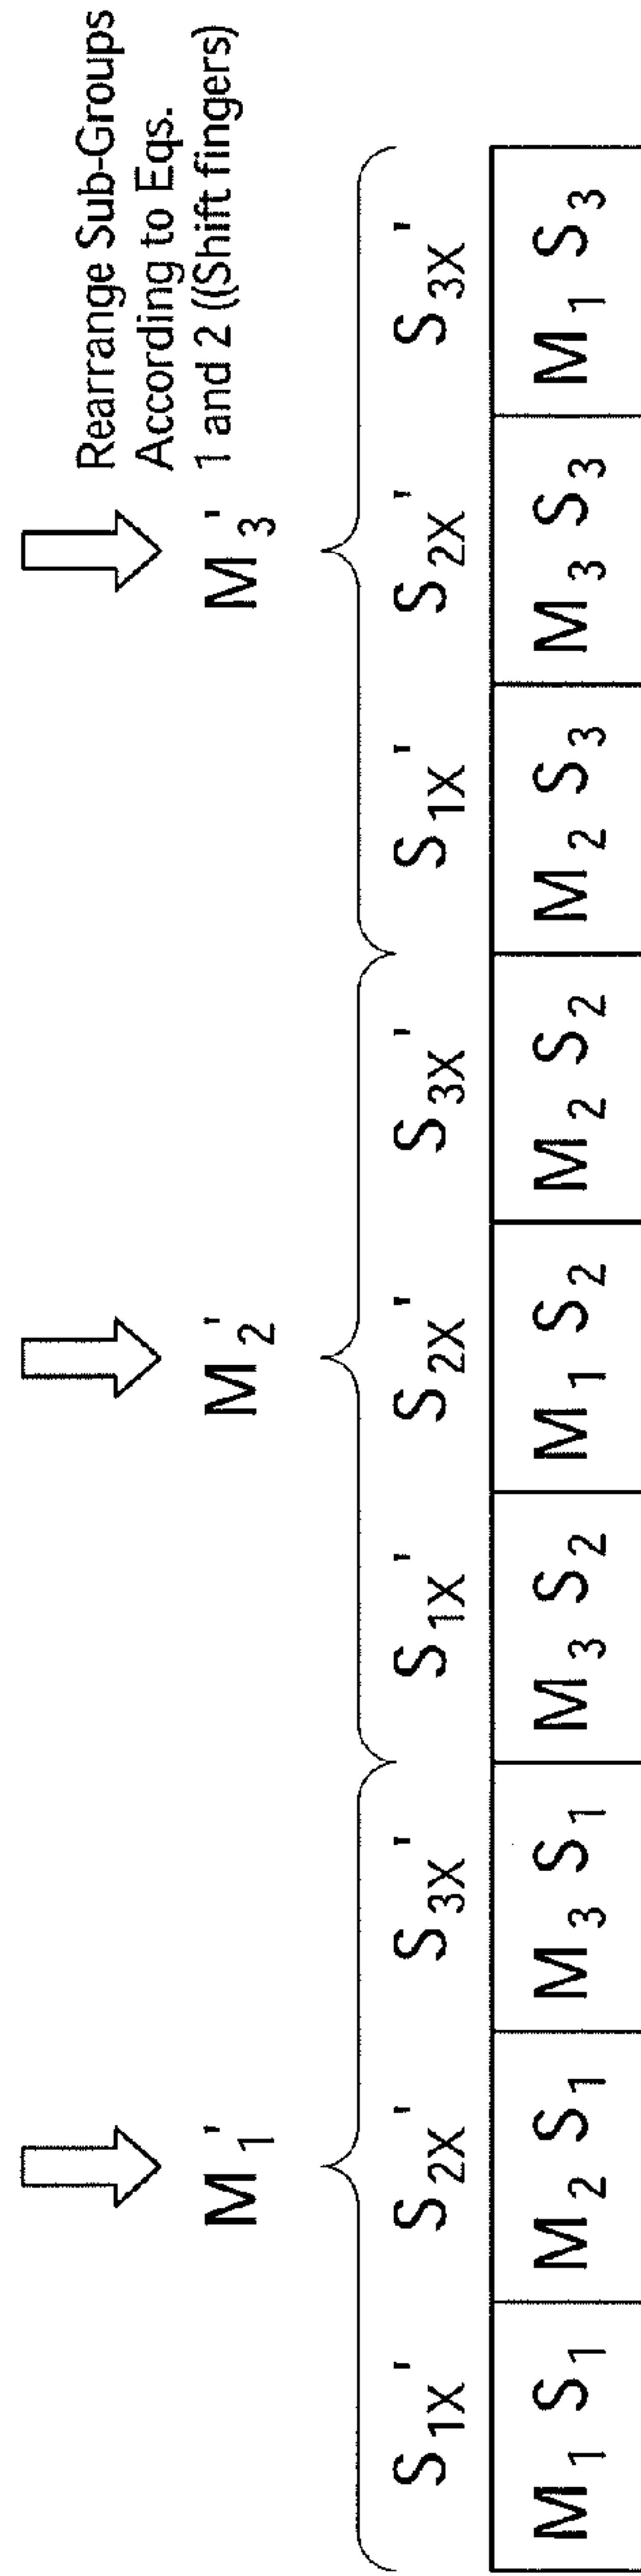 Rearrange Sub-Groups
According to Eqs.
1 and 2 ((Shift fingers)
M1' M2' M3'
S1X' S2X' S3X' S1X' S2X' S3X' S1X' S2X' S3X'
M1 S1 M2 S1 M3 S1 M3 S2 M1 S2 M2 S2 M2 S3 M3 S3 M1 S3